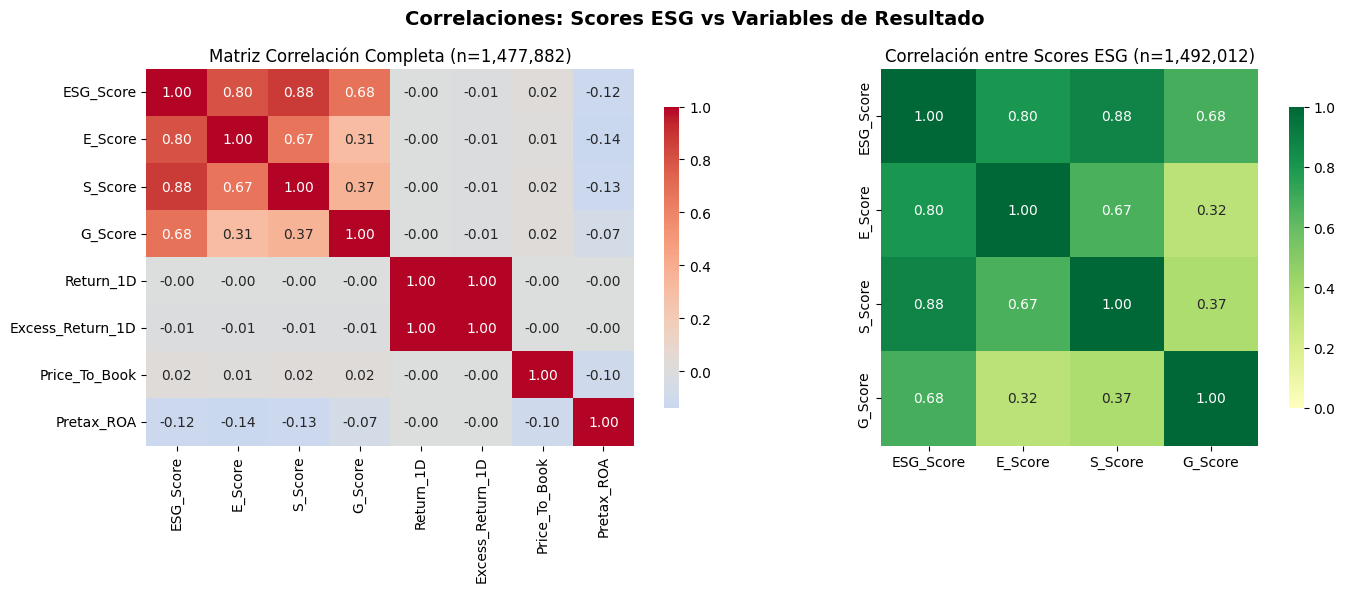 Correlaciones: Scores ESG vs Variables de Resultado
Matriz Correlación Completa (n=1,477,882)
ESG_Score 1.00 0.80 0.88 0.68 -0.00 -0.01 0.02 -0.12
E_Score 0.80 1.00 0.67 0.31 -0.00 -0.01 0.01 -0.14
S_Score 0.88 0.67 1.00 0.37 -0.00 -0.01 0.02 -0.13
G_Score 0.68 0.31 0.37 1.00 -0.00 -0.01 0.02 -0.07
Return_1D -0.00 -0.00 -0.00 -0.00 1.00 1.00 -0.00 -0.00
Excess_Return_1D -0.01 -0.01 -0.01 -0.01 1.00 1.00 -0.00 -0.00
Price_To_Book 0.02 0.01 0.02 0.02 -0.00 -0.00 1.00 -0.10
Pretax_ROA -0.12 -0.14 -0.13 -0.07 -0.00 -0.00 -0.10 1.00
ESG_Score E_Score S_Score G_Score Return_1D Excess_Return_1D Price_To_Book Pretax_ROA
1.0
0.8
0.6
0.4
0.2
0.0
Correlación entre Scores ESG (n=1,492,012)
ESG_Score 1.00 0.80 0.88 0.68
E_Score 0.80 1.00 0.67 0.32
S_Score 0.88 0.67 1.00 0.37
G_Score 0.68 0.32 0.37 1.00
ESG_Score E_Score S_Score G_Score
1.0
0.8
0.6
0.4
0.2
0.0